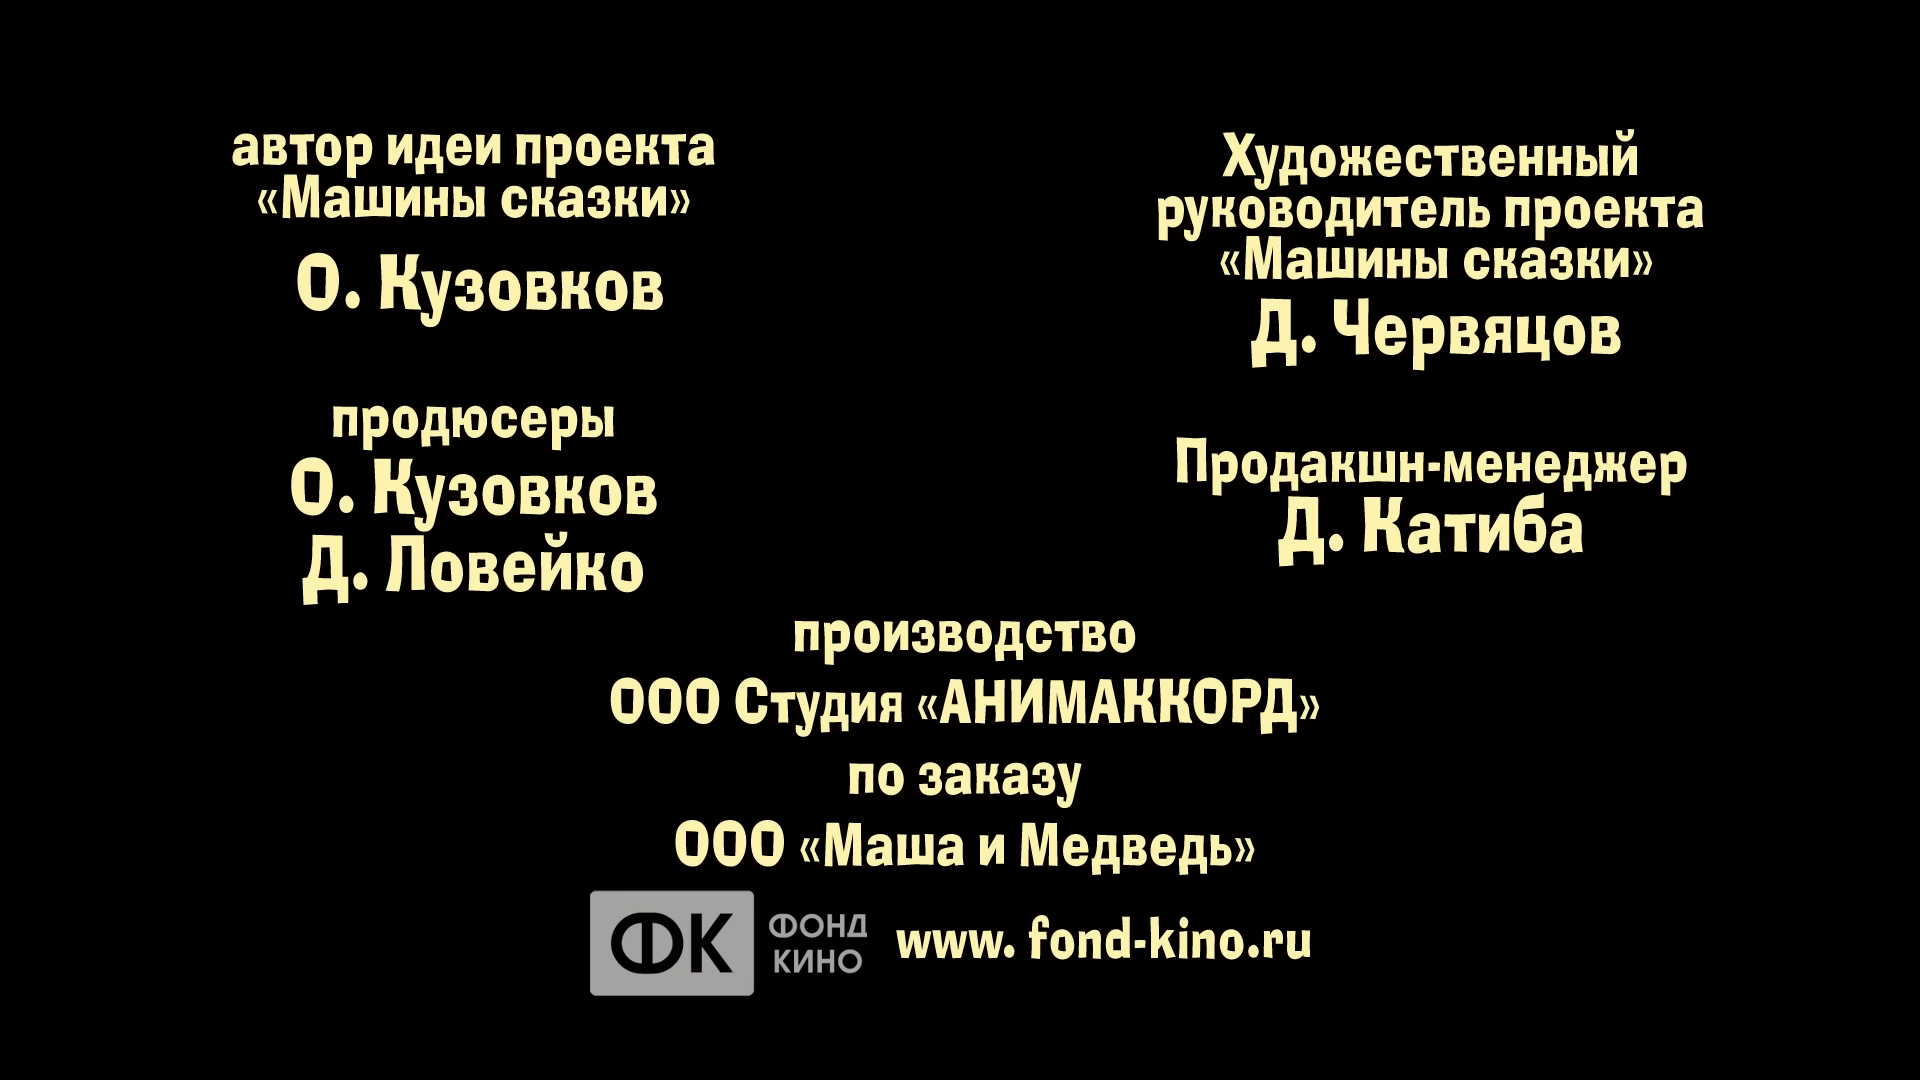 автор идеи проекта
«Машины сказки»
О. Кузовков
продюсеры
О. Кузовков
Д. Ловейко
Художественный
руководитель проекта
«Машины сказки»
Д. Червяцов
Продакшн-менеджер
Д. Катиба
производство
ООО Студия «АНИМАККОРД»
по заказу
ООО «Маша и Медведь»
ФК
ФОНД
КИНО
www. fond-kino.ru